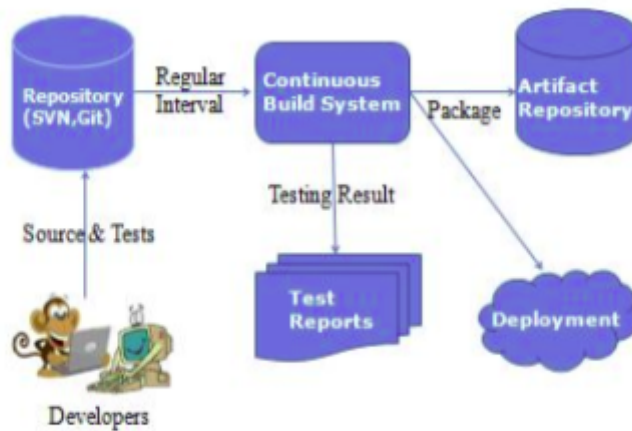 Repository
(SVN,Git)
Regular
Interval
Continuous
Build System
Package
Artifact
Repository
Source & Tests
Testing Result
Test
Reports
Deployment
Developers